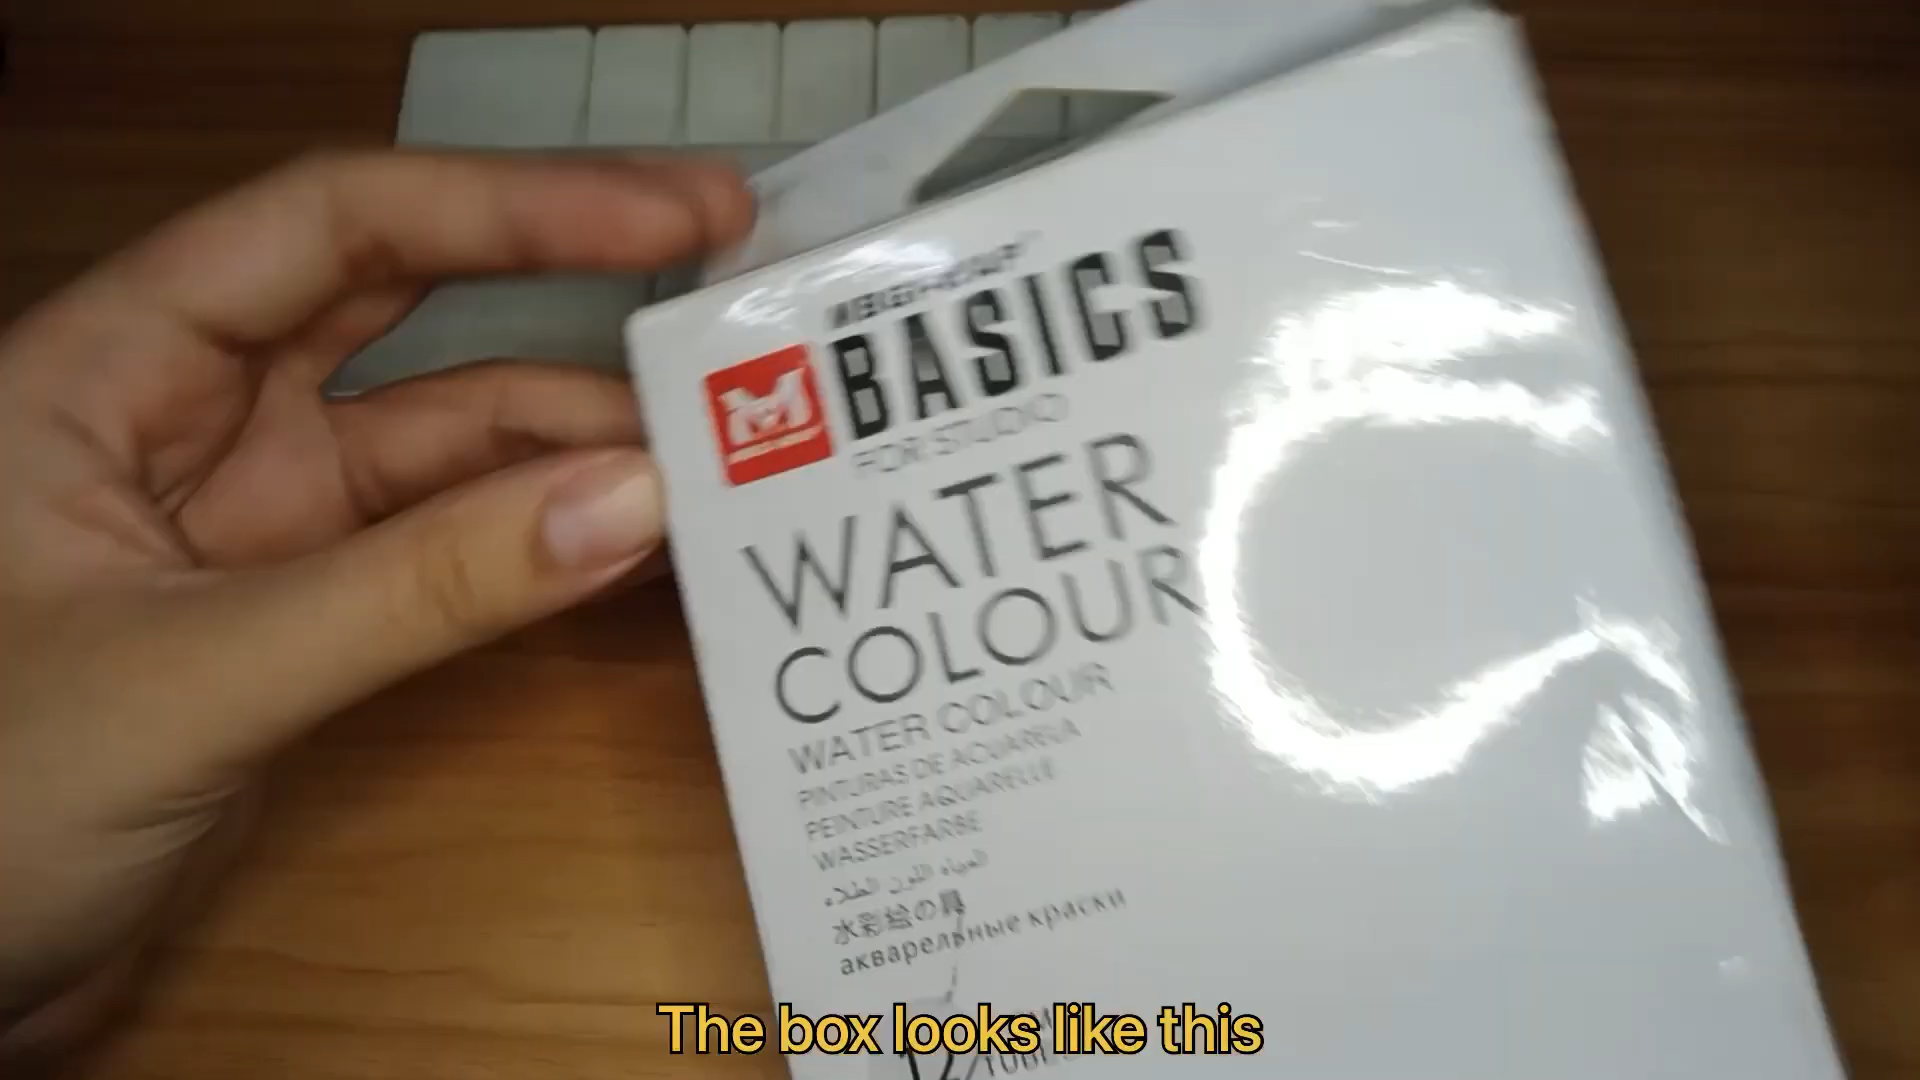 BASICS
FOR STUDIO
WATER
COLOUR
WATER COLOUR
PINTURAS DE ACUARELA
PEINTURE AQUARELLE
WASSERFARBE
水彩絵の具
акварельные краски
The box looks like this